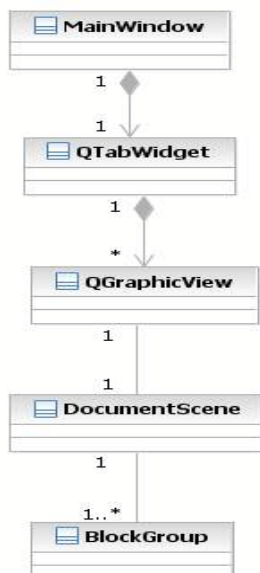 MainWindow
1
1
QTabWidget
1
*
QGraphicView
1
1
DocumentScene
1
1..*
BlockGroup